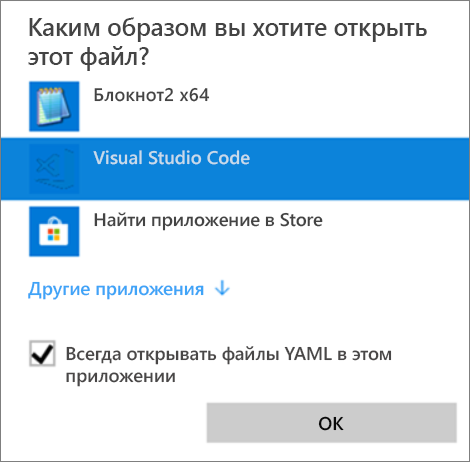 Каким образом вы хотите открыть
этот файл?
Блокнот2 x64
Visual Studio Code
Найти приложение в Store
Другие приложения
Всегда открывать файлы YAML в этом
приложении
OK